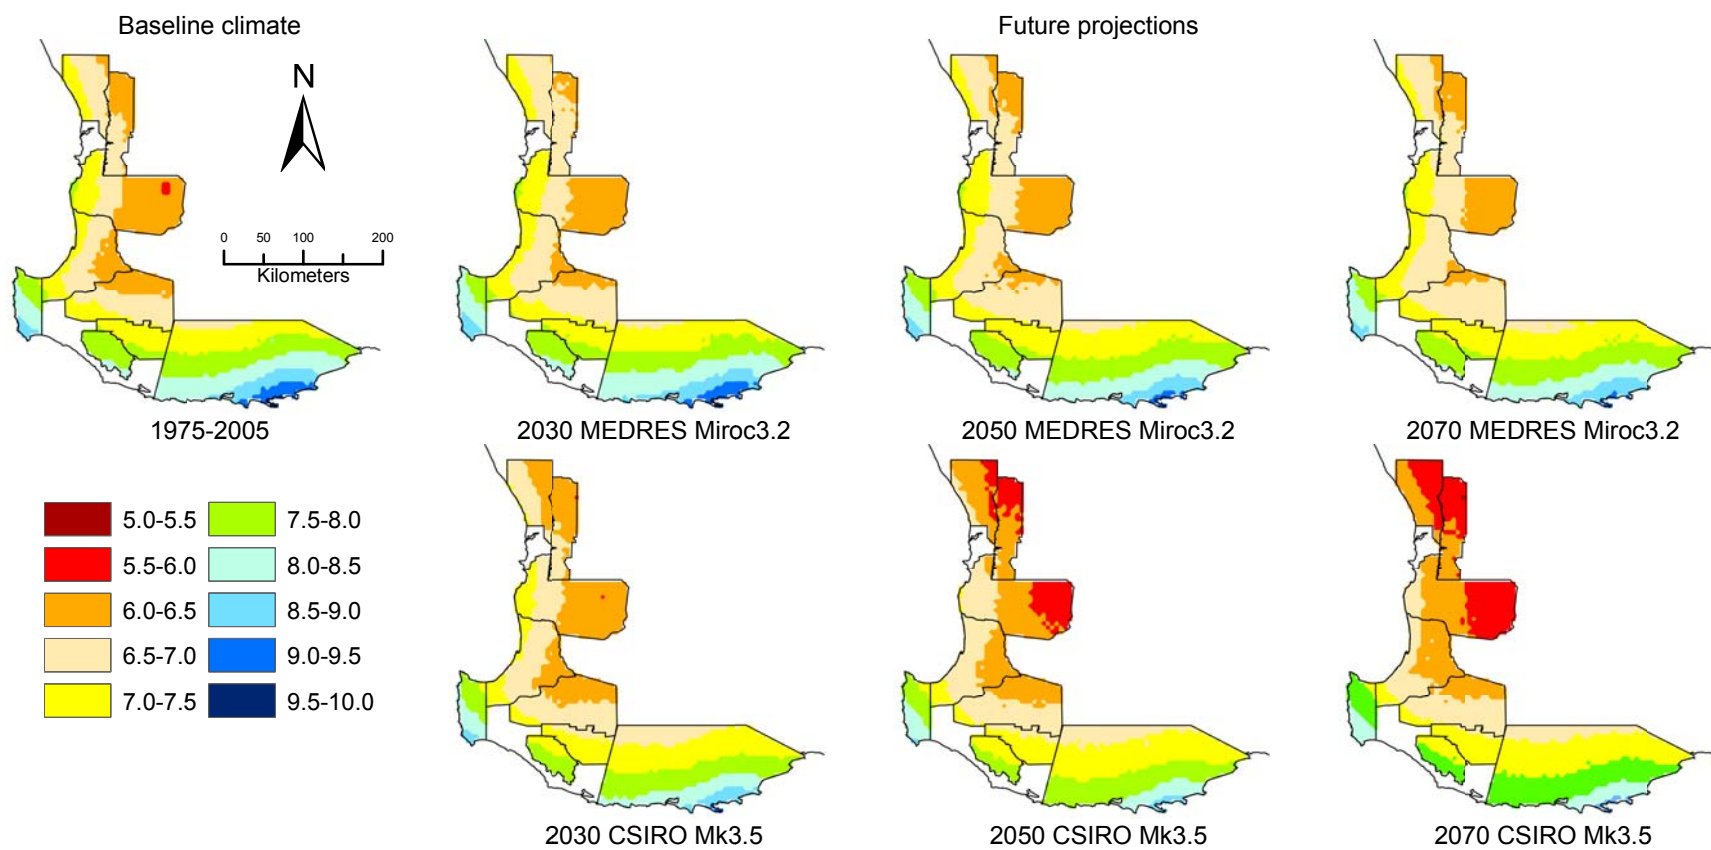 Baseline climate
Future projections
N
0 50 100 200
Kilometers
1975-2005
2030 MEDRES Miroc3.2
2050 MEDRES Miroc3.2
2070 MEDRES Miroc3.2
5.0-5.5
7.5-8.0
5.5-6.0
8.0-8.5
6.0-6.5
8.5-9.0
6.5-7.0
9.0-9.5
7.0-7.5
9.5-10.0
2030 CSIRO Mk3.5
2050 CSIRO Mk3.5
2070 CSIRO Mk3.5